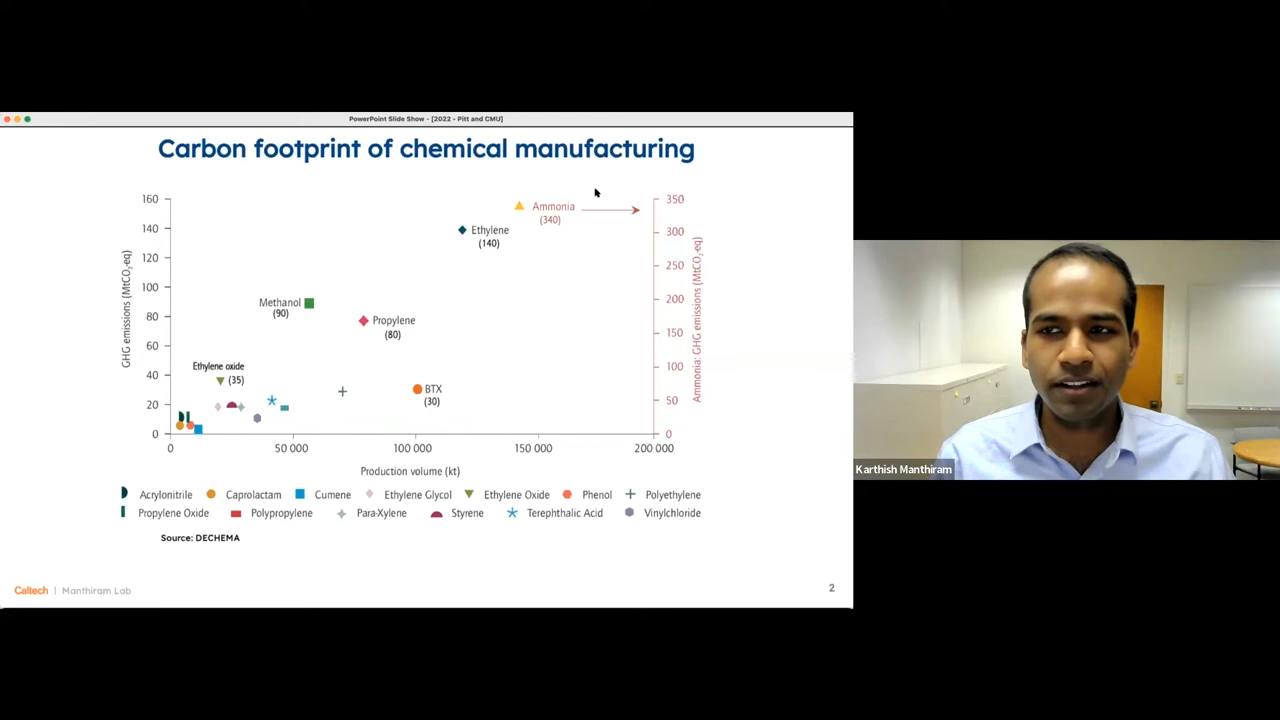 PowerPoint Slide Show - [2022 - Pitt and CMU]
Carbon footprint of chemical manufacturing
160
140
120
100
80
60
40
20
0
GHG emissions (MtCO2-eq)
Ammonia
(340)
Ethylene
(140)
Methanol
(90)
Propylene
(80)
Ethylene oxide
(35)
BTX
(30)
350
300
250
200
150
100
50
0
Ammonia: GHG emissions (MtCO2-eq)
0
50 000
100 000
150 000
200 000
Production volume (kt)
Acrylonitrile
Caprolactam
Cumene
Ethylene Glycol
Ethylene Oxide
Phenol
Polyethylene
Propylene Oxide
Polypropylene
Para-Xylene
Styrene
Terephthalic Acid
Vinylchloride
Source: DECHEMA
Caltech | Manthiram Lab
2
Karthish Manthiram